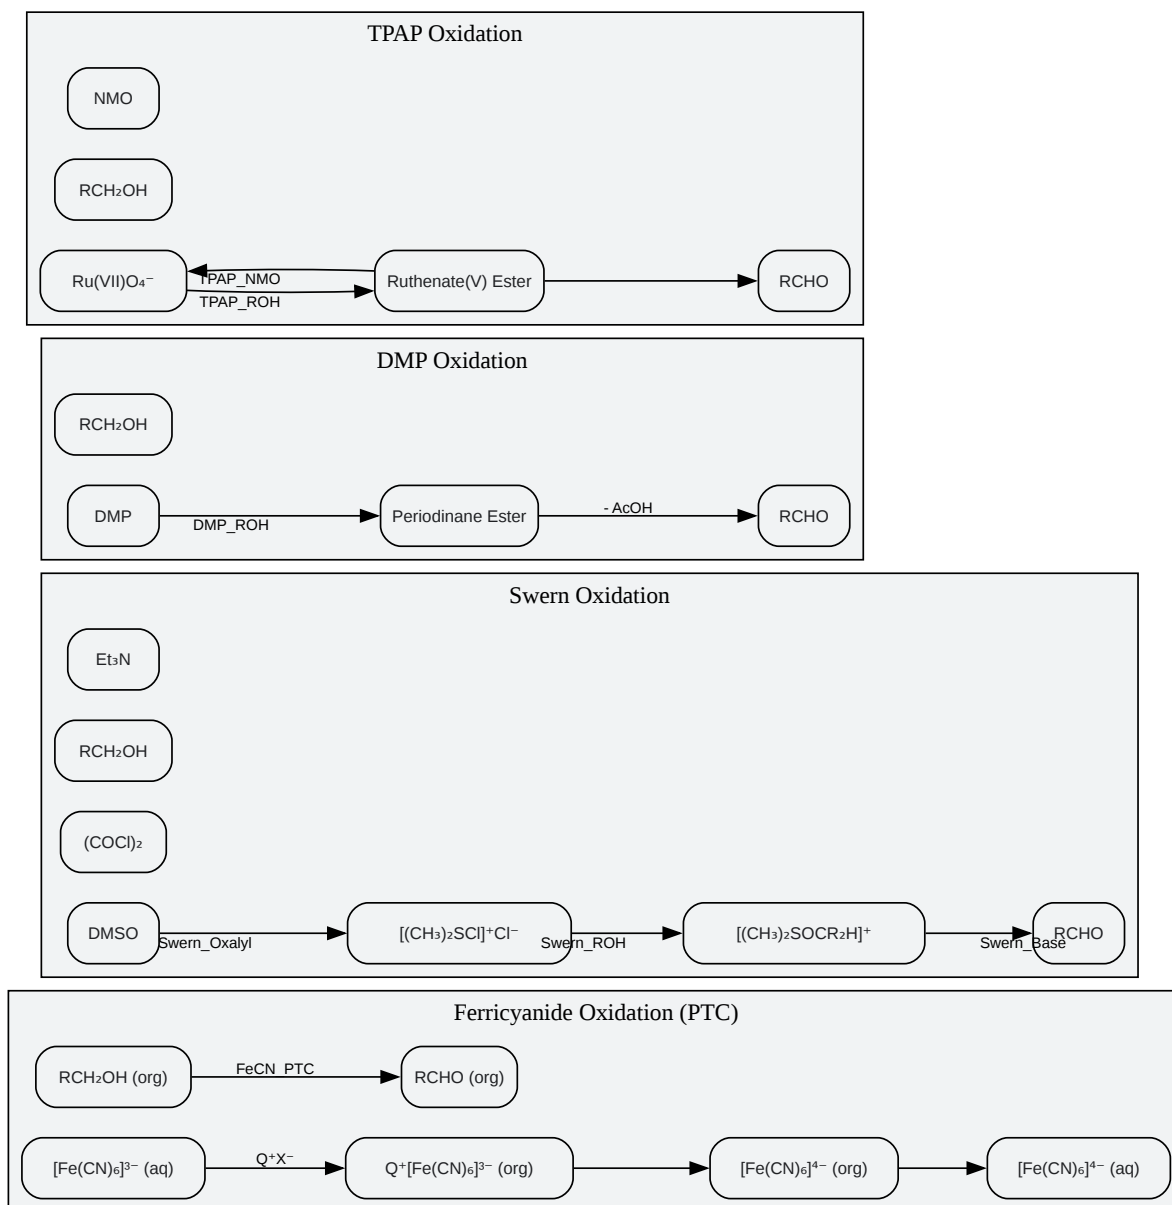 TPAP Oxidation
NMO
RCH₂OH
Ru(VII)O₄⁻
TPAP_NMO
TPAP_ROH
Ruthenate(V) Ester
RCHO
DMP Oxidation
RCH₂OH
DMP
DMP_ROH
Periodinane Ester
- AcOH
RCHO
Swern Oxidation
Et₃N
RCH₂OH
(COCl)₂
DMSO
Swern_Oxalyl
[(CH₃)₂SCl]⁺Cl⁻
Swern_ROH
[(CH₃)₂SOCR₂H]⁺
Swern_Base
RCHO
Ferricyanide Oxidation (PTC)
RCH₂OH (org)
FeCN_PTC
RCHO (org)
[Fe(CN)₆]³⁻ (aq)
Q⁺X⁻
Q⁺[Fe(CN)₆]³⁻ (org)
[Fe(CN)₆]⁴⁻ (org)
[Fe(CN)₆]⁴⁻ (aq)